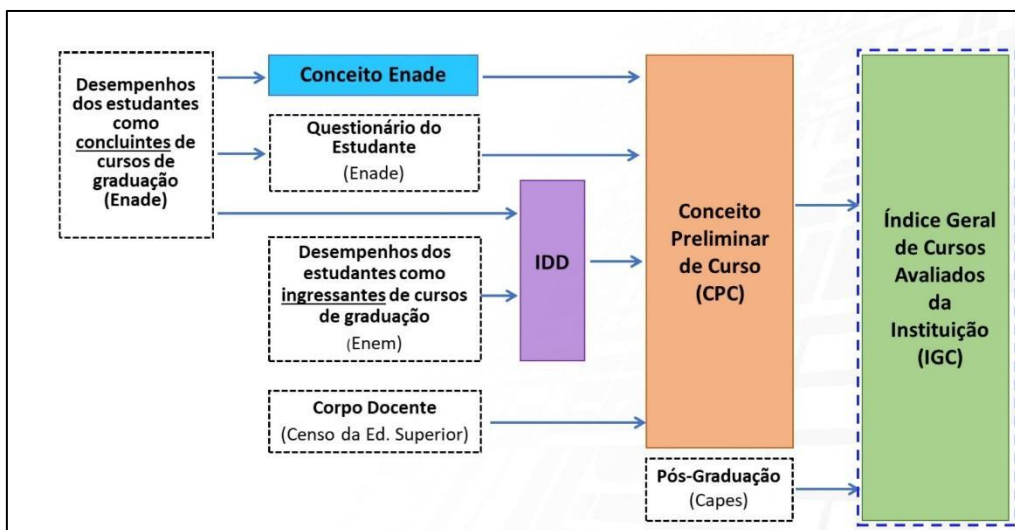 Desempenhos
dos estudantes
como
concluintes de
cursos de
graduação
(Enade)
Conceito Enade
Questionário do
Estudante
(Enade)
Desempenhos dos
estudantes como
ingressantes de cursos
de graduação
(Enem)
Corpo Docente
(Censo da Ed. Superior)
IDD
Conceito
Preliminar
de Curso
(CPC)
Pós-Graduação
(Capes)
Índice Geral
de Cursos
Avaliados
da
Instituição
(IGC)